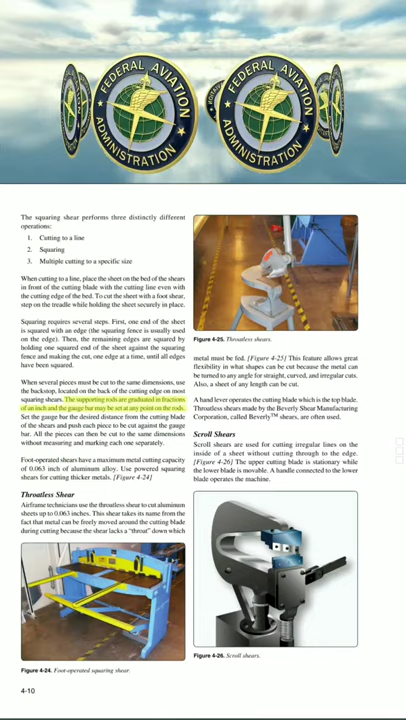 FEDERAL AVIATION
ADMINISTRATION
FEDERAL AVIATION
ADMINISTRATION
The squaring shear performs three distinctly different
operations:
1. Cutting to a line
2. Squaring
3. Multiple cutting to a specific size
When cutting to a line, place the sheet on the bed of the shears
in front of the cutting blade with the cutting line even with
the cutting edge of the bed. To cut the sheet with a foot shear,
step on the treadle while holding the sheet securely in place.
Squaring requires several steps. First, one end of the sheet
is squared with an edge (the squaring fence is usually used
on the edge). Then, the remaining edges are squared by
holding one squared end of the sheet against the squaring
fence and making the cut, one edge at a time, until all edges
have been squared.
When several pieces must be cut to the same dimensions, use
the backstop, located on the back of the cutting edge on most
squaring shears. The supporting rods are graduated in fractions
of an inch and the gauge bar may be set at any point on the rods.
Set the gauge bar the desired distance from the cutting blade
of the shears and push each piece to be cut against the gauge
bar. All the pieces can then be cut to the same dimensions
without measuring and marking each one separately.
Foot-operated shears have a maximum metal cutting capacity
of 0.063 inch of aluminum alloy. Use powered squaring
shears for cutting thicker metals. [Figure 4-24]
Throatless Shear
Airframe technicians use the throatless shear to cut aluminum
sheets up to 0.063 inches. This shear takes its name from the
fact that metal can be freely moved around the cutting blade
during cutting because the shear lacks a “throat” down which
Figure 4-24. Foot-operated squaring shear.
4-10
Figure 4-25. Throatless shears.
metal must be fed. [Figure 4-25] This feature allows great
flexibility in what shapes can be cut because the metal can
be turned to any angle for straight, curved, and irregular cuts.
Also, a sheet of any length can be cut.
A hand lever operates the cutting blade which is the top blade.
Throatless shears made by the Beverly Shear Manufacturing
Corporation, called Beverly™ shears, are often used.
Scroll Shears
Scroll shears are used for cutting irregular lines on the
inside of a sheet without cutting through to the edge.
[Figure 4-26] The upper cutting blade is stationary while
the lower blade is movable. A handle connected to the lower
blade operates the machine.
Figure 4-26. Scroll shears.